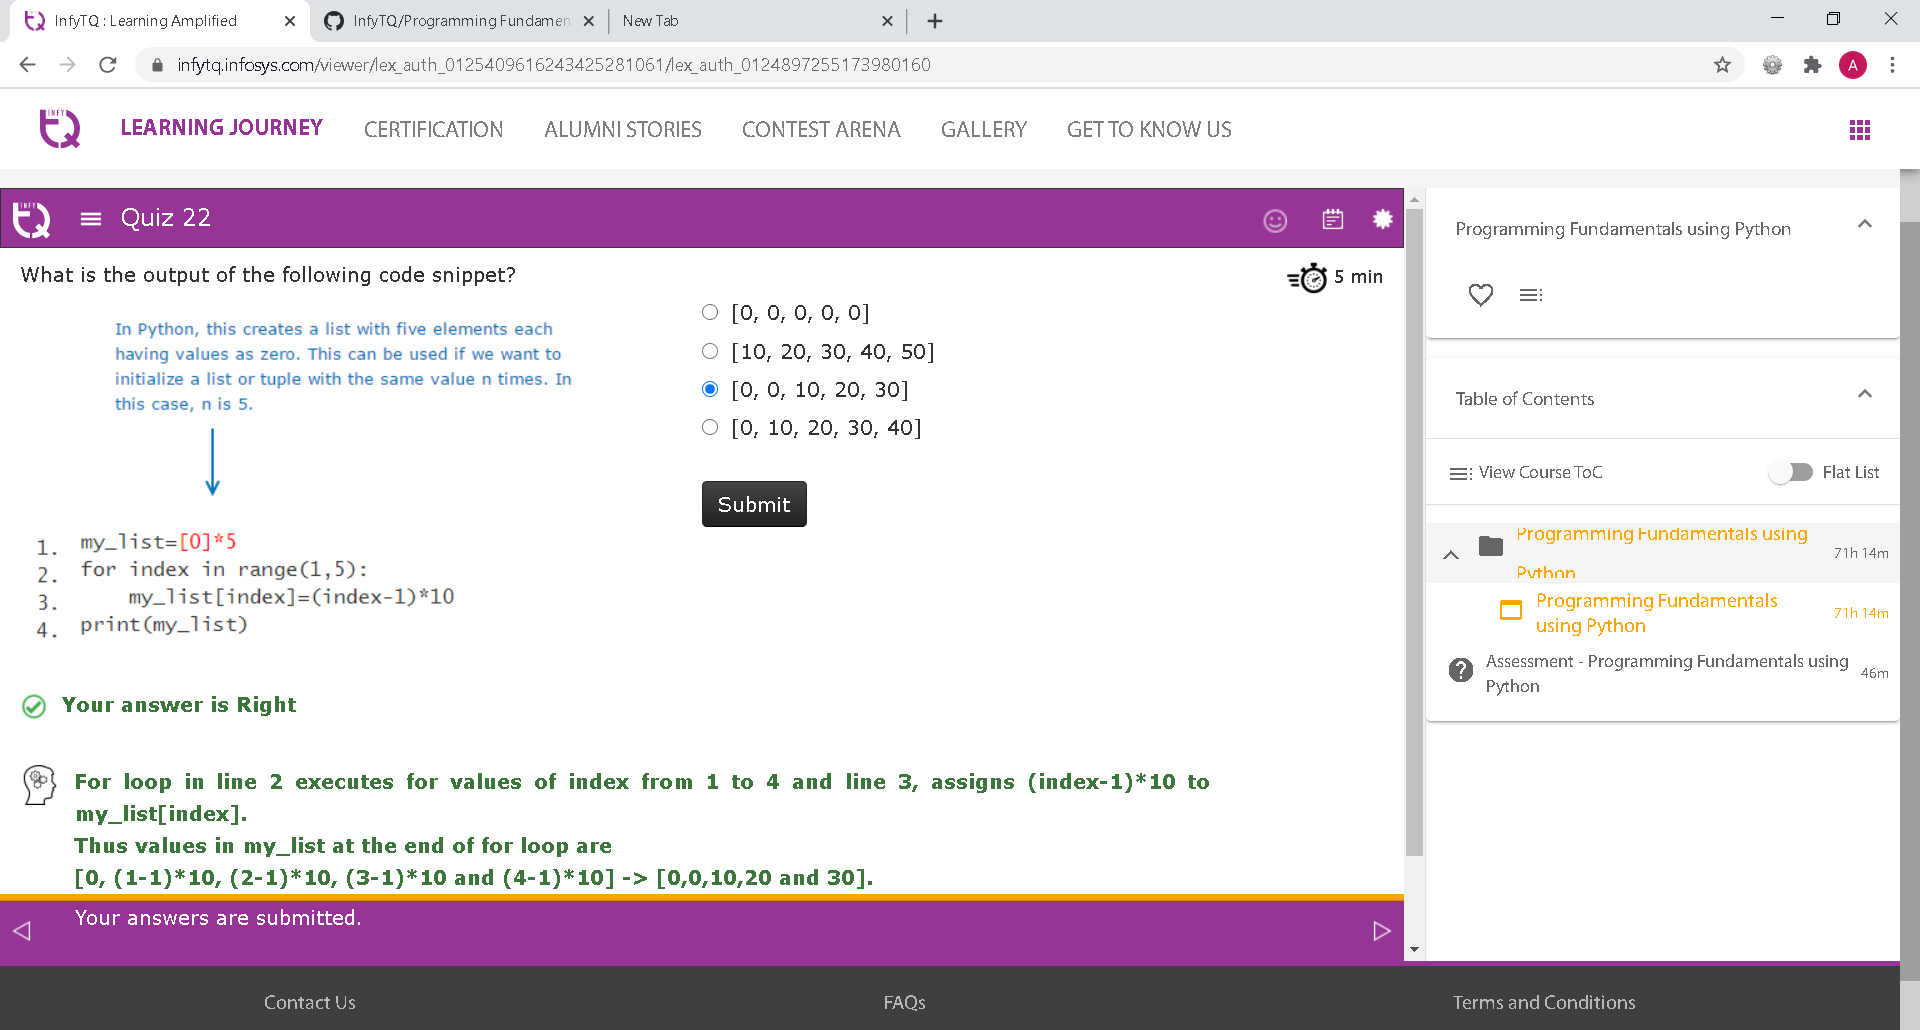 InfyTQ : Learning Amplified
InfyTQ/Programming Fundamen
New Tab
infytq.infosys.com/viewer/lex_auth_0125409616243425281061/lex_auth_0124897255173980160
A
INFY
TQ
LEARNING JOURNEY
CERTIFICATION
ALUMNI STORIES
CONTEST ARENA
GALLERY
GET TO KNOW US
INFY
TQ
Quiz 22
What is the output of the following code snippet?
5 min
In Python, this creates a list with five elements each
having values as zero. This can be used if we want to
initialize a list or tuple with the same value n times. In
this case, n is 5.
1. my_list=[0]*5
2. for index in range(1,5):
3. my_list[index]=(index-1)*10
4. print(my_list)
[0, 0, 0, 0, 0]
[10, 20, 30, 40, 50]
[0, 0, 10, 20, 30]
[0, 10, 20, 30, 40]
Submit
Your answer is Right
For loop in line 2 executes for values of index from 1 to 4 and line 3, assigns (index-1)*10 to
my_list[index].
Thus values in my_list at the end of for loop are
[0, (1-1)*10, (2-1)*10, (3-1)*10 and (4-1)*10] -> [0,0,10,20 and 30].
Your answers are submitted.
Programming Fundamentals using Python
Table of Contents
View Course ToC
Flat List
Programming Fundamentals using
Python
71h 14m
Programming Fundamentals
using Python
71h 14m
Assessment - Programming Fundamentals using
Python
46m
Contact Us
FAQs
Terms and Conditions